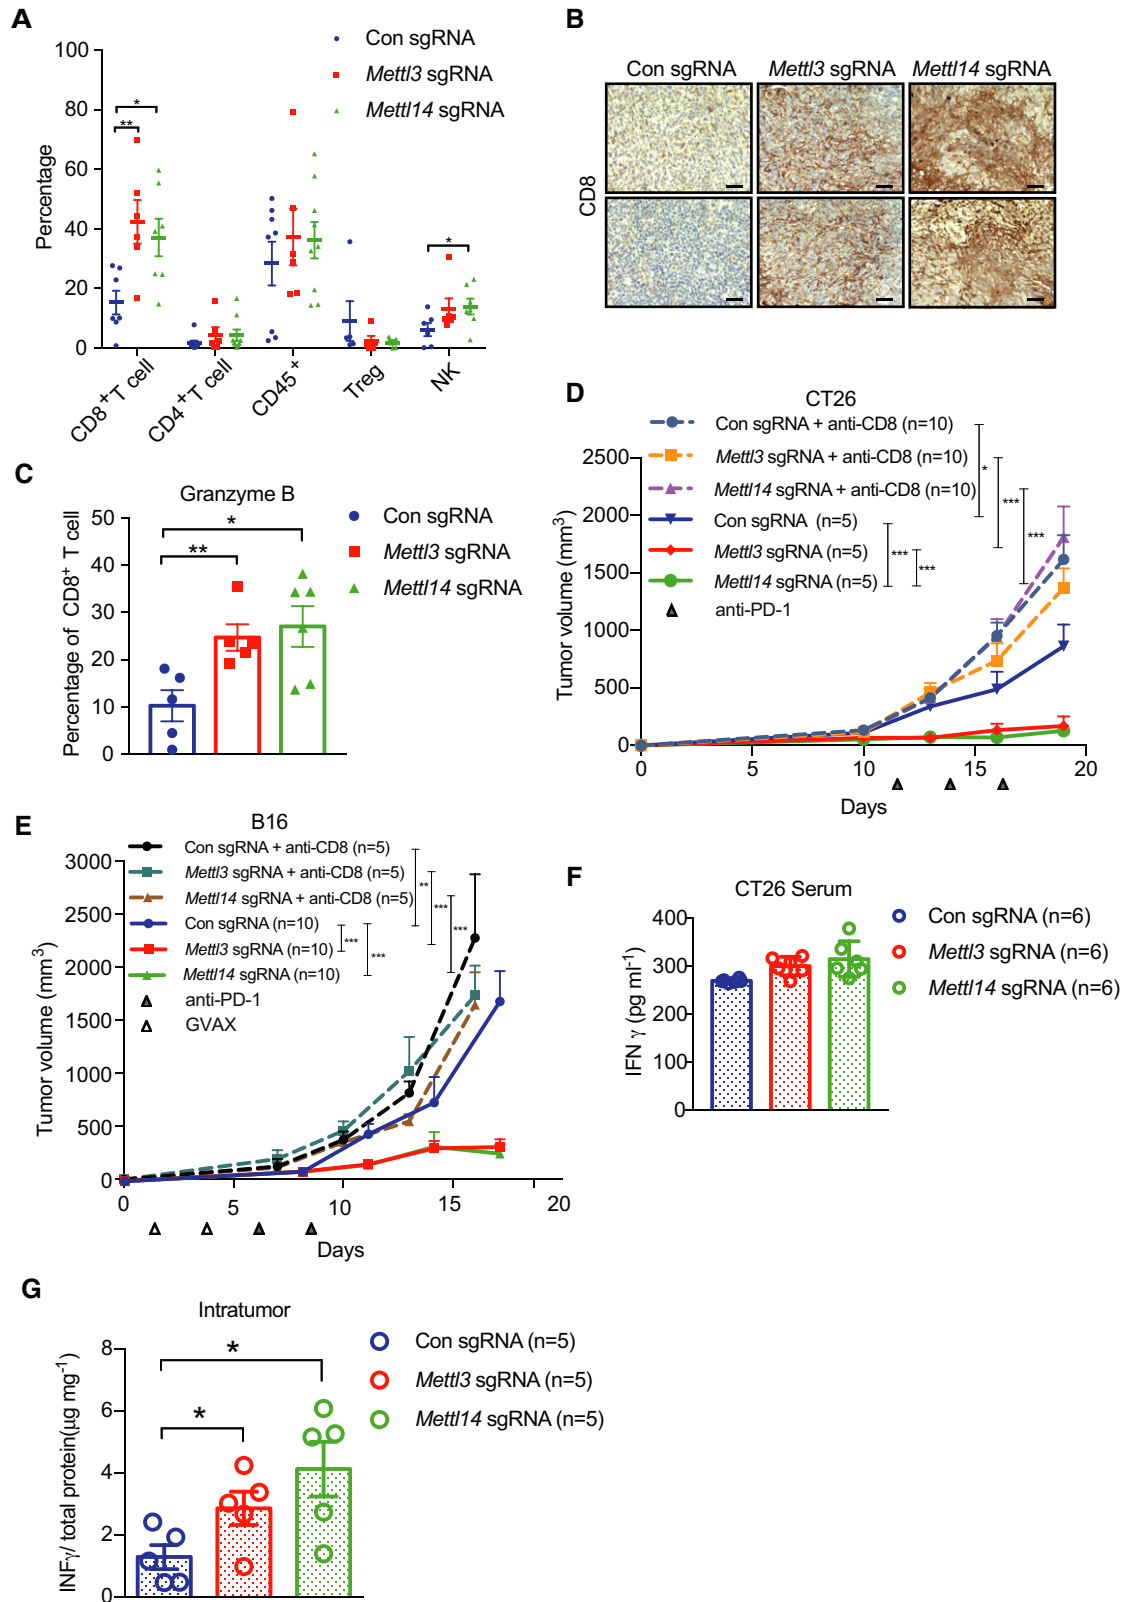 A
100
80
60
40
20
0
Percentage
Con sgRNA
Mettl3 sgRNA
Mettl14 sgRNA
*
**
*
CD8+T cell
CD4+T cell
CD45+
Treg
NK
B
Con sgRNA
Mettl3 sgRNA
Mettl14 sgRNA
CD8
C
Granzyme B
50
40
30
20
10
0
Percentage of CD8+ T cell
*
**
Con sgRNA
Mettl3 sgRNA
Mettl14 sgRNA
D
CT26
Con sgRNA + anti-CD8 (n=10)
Mettl3 sgRNA + anti-CD8 (n=10)
Mettl14 sgRNA + anti-CD8 (n=10)
Con sgRNA (n=5)
Mettl3 sgRNA (n=5)
Mettl14 sgRNA (n=5)
anti-PD-1
*
***
***
***
***
2500
2000
1500
1000
500
0
Tumor volume (mm3)
0
5
10
15
20
Days
E
B16
Con sgRNA + anti-CD8 (n=5)
Mettl3 sgRNA + anti-CD8 (n=5)
Mettl14 sgRNA + anti-CD8 (n=5)
Con sgRNA (n=10)
Mettl3 sgRNA (n=10)
Mettl14 sgRNA (n=10)
anti-PD-1
GVAX
**
***
***
***
***
3000
2500
2000
1500
1000
500
0
Tumor volume (mm3)
0
5
10
15
20
Days
F
CT26 Serum
400
300
200
100
0
IFN γ (pg ml-1)
Con sgRNA (n=6)
Mettl3 sgRNA (n=6)
Mettl14 sgRNA (n=6)
G
Intratumor
8
6
4
2
0
INFγ/ total protein(µg mg-1)
*
*
Con sgRNA (n=5)
Mettl3 sgRNA (n=5)
Mettl14 sgRNA (n=5)